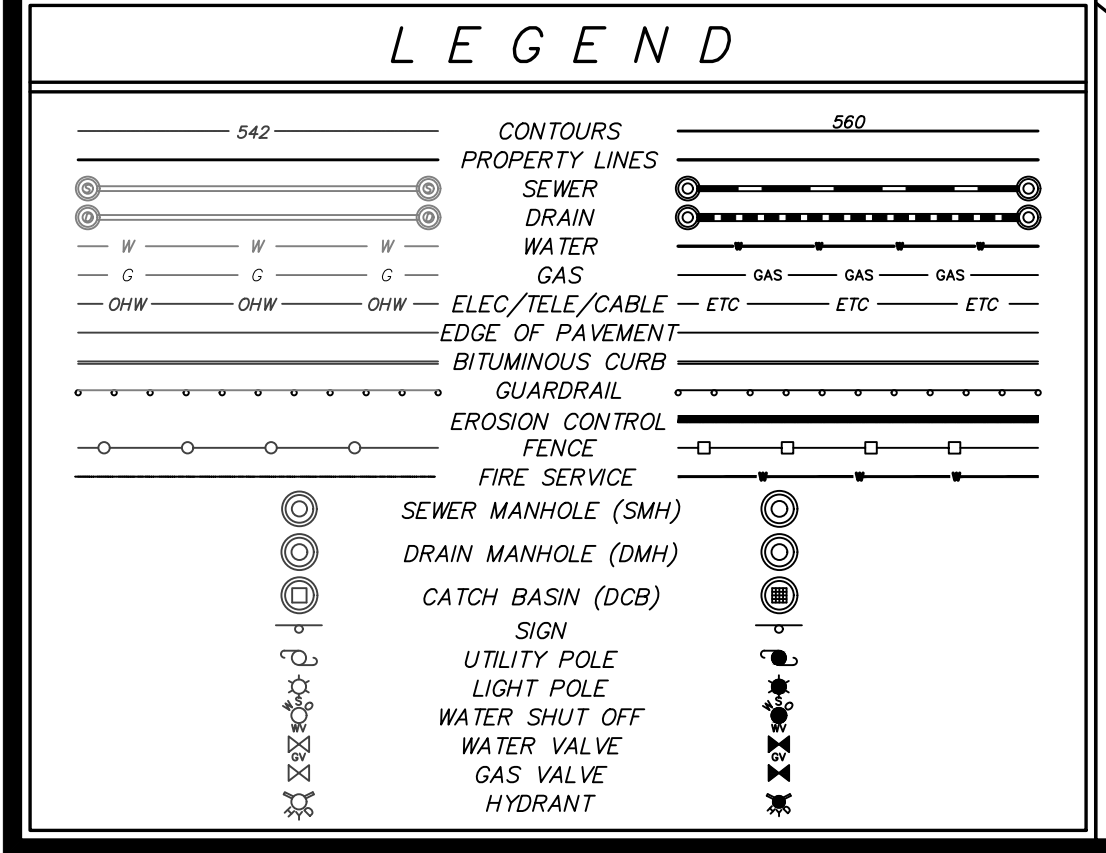 LEGEND
542 CONTOURS 560
PROPERTY LINES
S S SEWER
D D DRAIN
W W W WATER W W W W
G G G GAS GAS GAS GAS
OHW OHW OHW ELEC/TELE/CABLE ETC ETC ETC
EDGE OF PAVEMENT
BITUMINOUS CURB
GUARDRAIL
EROSION CONTROL
FENCE
FIRE SERVICE W W W
SEWER MANHOLE (SMH)
DRAIN MANHOLE (DMH)
CATCH BASIN (DCB)
SIGN
UTILITY POLE
LIGHT POLE
WSO WATER SHUT OFF WSO
WV WATER VALVE WV
GV GAS VALVE GV
HYD HYDRANT HYD